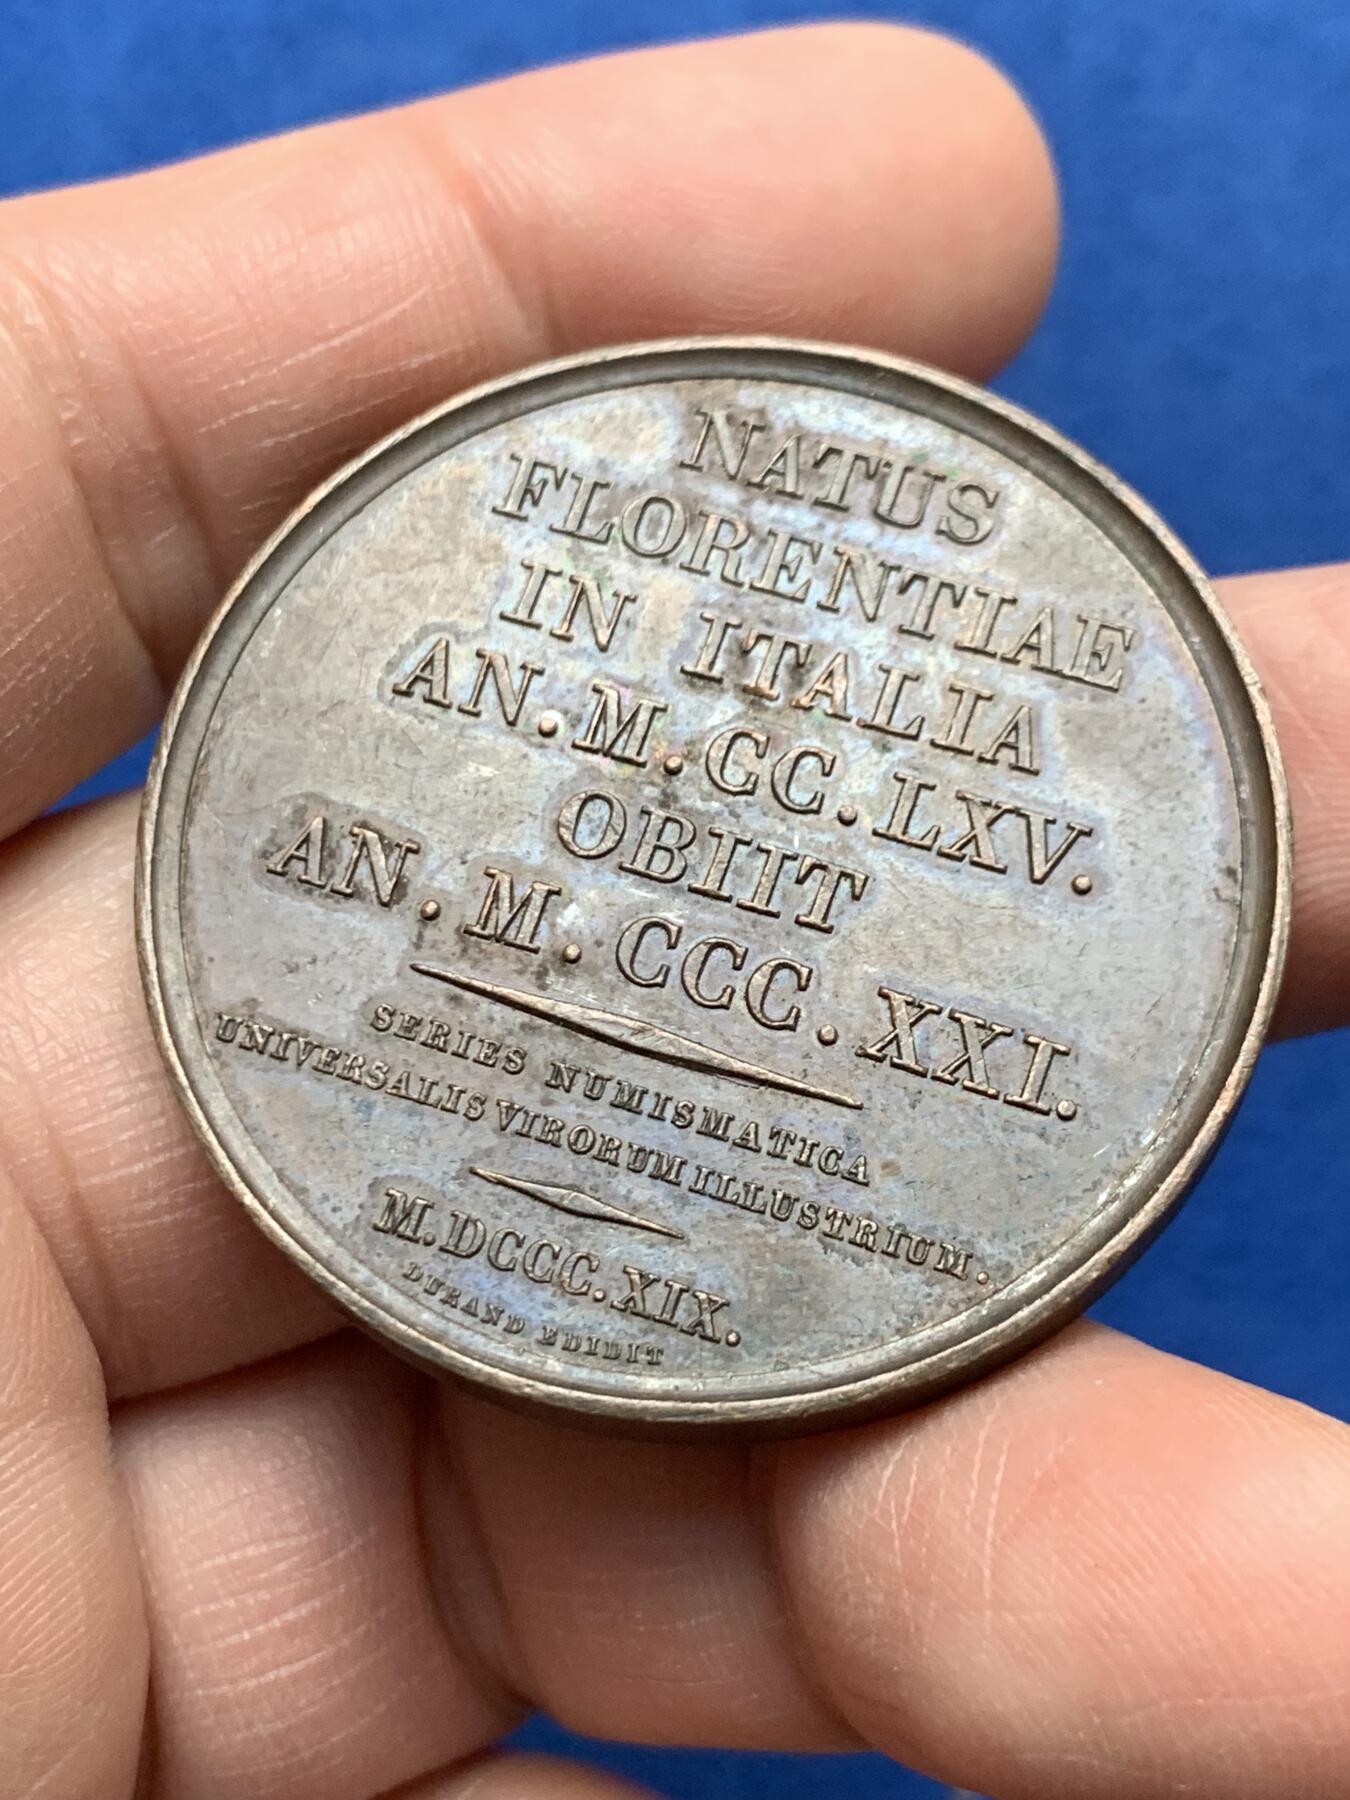 NATUS
FLORENTIAE
IN ITALIA
AN. M. CC. LXV.
OBIIT
AN. M. CCC. XXI.
SERIES NUMISMATICA
UNIVERSALIS VIRORUM ILLUSTRIUM.
M. DCCC. XIX.
DURAND EDIDIT